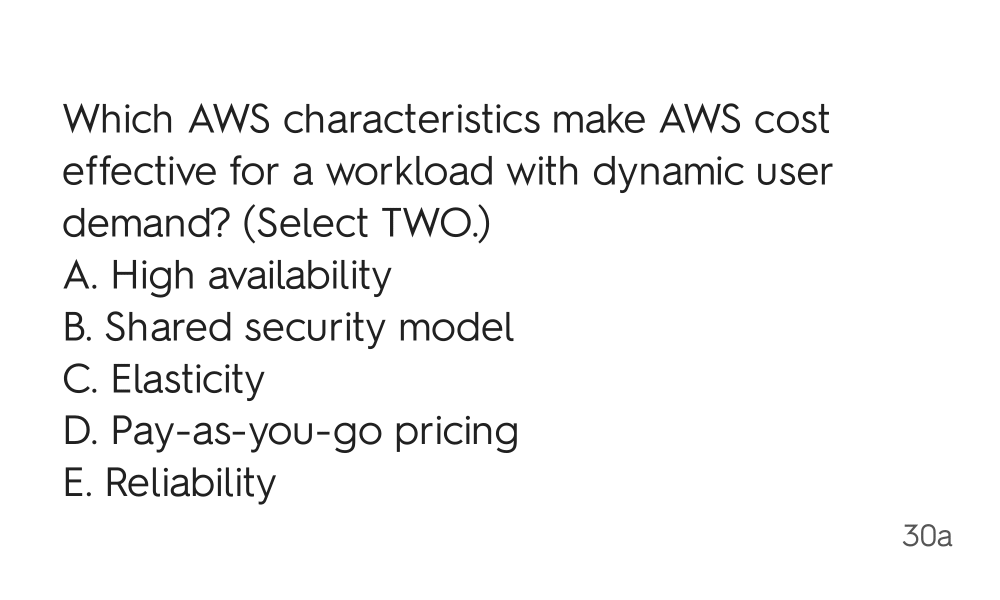 Which AWS characteristics make AWS cost
effective for a workload with dynamic user
demand? (Select TWO.)
A. High availability
B. Shared security model
C. Elasticity
D. Pay-as-you-go pricing
E. Reliability
30a